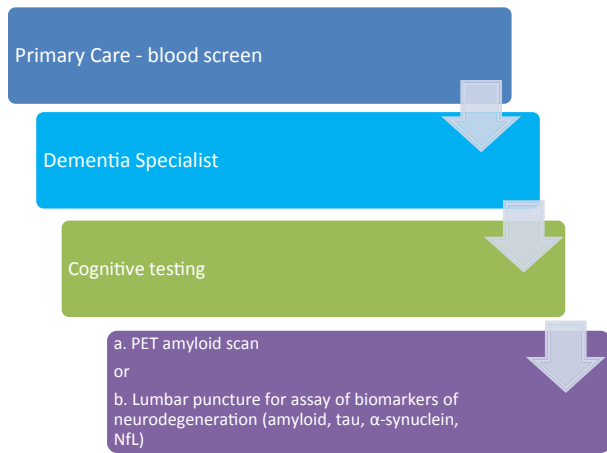 Primary Care - blood screen
Dementia Specialist
Cognitive testing
a. PET amyloid scan
or
b. Lumbar puncture for assay of biomarkers of
neurodegeneration (amyloid, tau, α-synuclein,
NfL)